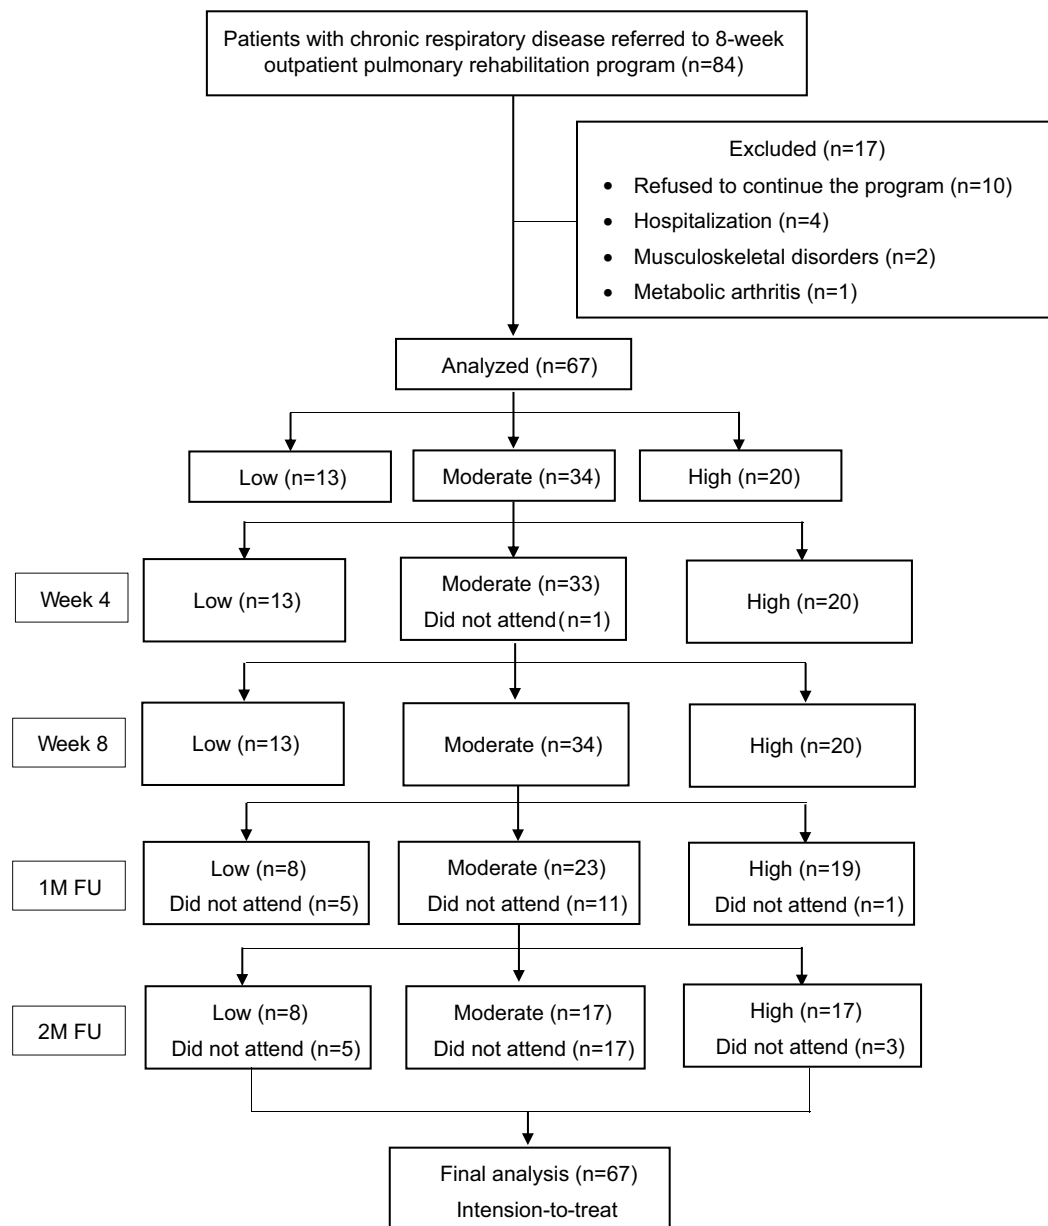 Patients with chronic respiratory disease referred to 8-week
outpatient pulmonary rehabilitation program (n=84)
Excluded (n=17)
• Refused to continue the program (n=10)
• Hospitalization (n=4)
• Musculoskeletal disorders (n=2)
• Metabolic arthritis (n=1)
Analyzed (n=67)
Low (n=13)
Moderate (n=34)
High (n=20)
Week 4
Low (n=13)
Moderate (n=33)
Did not attend (n=1)
High (n=20)
Week 8
Low (n=13)
Moderate (n=34)
High (n=20)
1M FU
Low (n=8)
Did not attend (n=5)
Moderate (n=23)
Did not attend (n=11)
High (n=19)
Did not attend (n=1)
2M FU
Low (n=8)
Did not attend (n=5)
Moderate (n=17)
Did not attend (n=17)
High (n=17)
Did not attend (n=3)
Final analysis (n=67)
Intension-to-treat